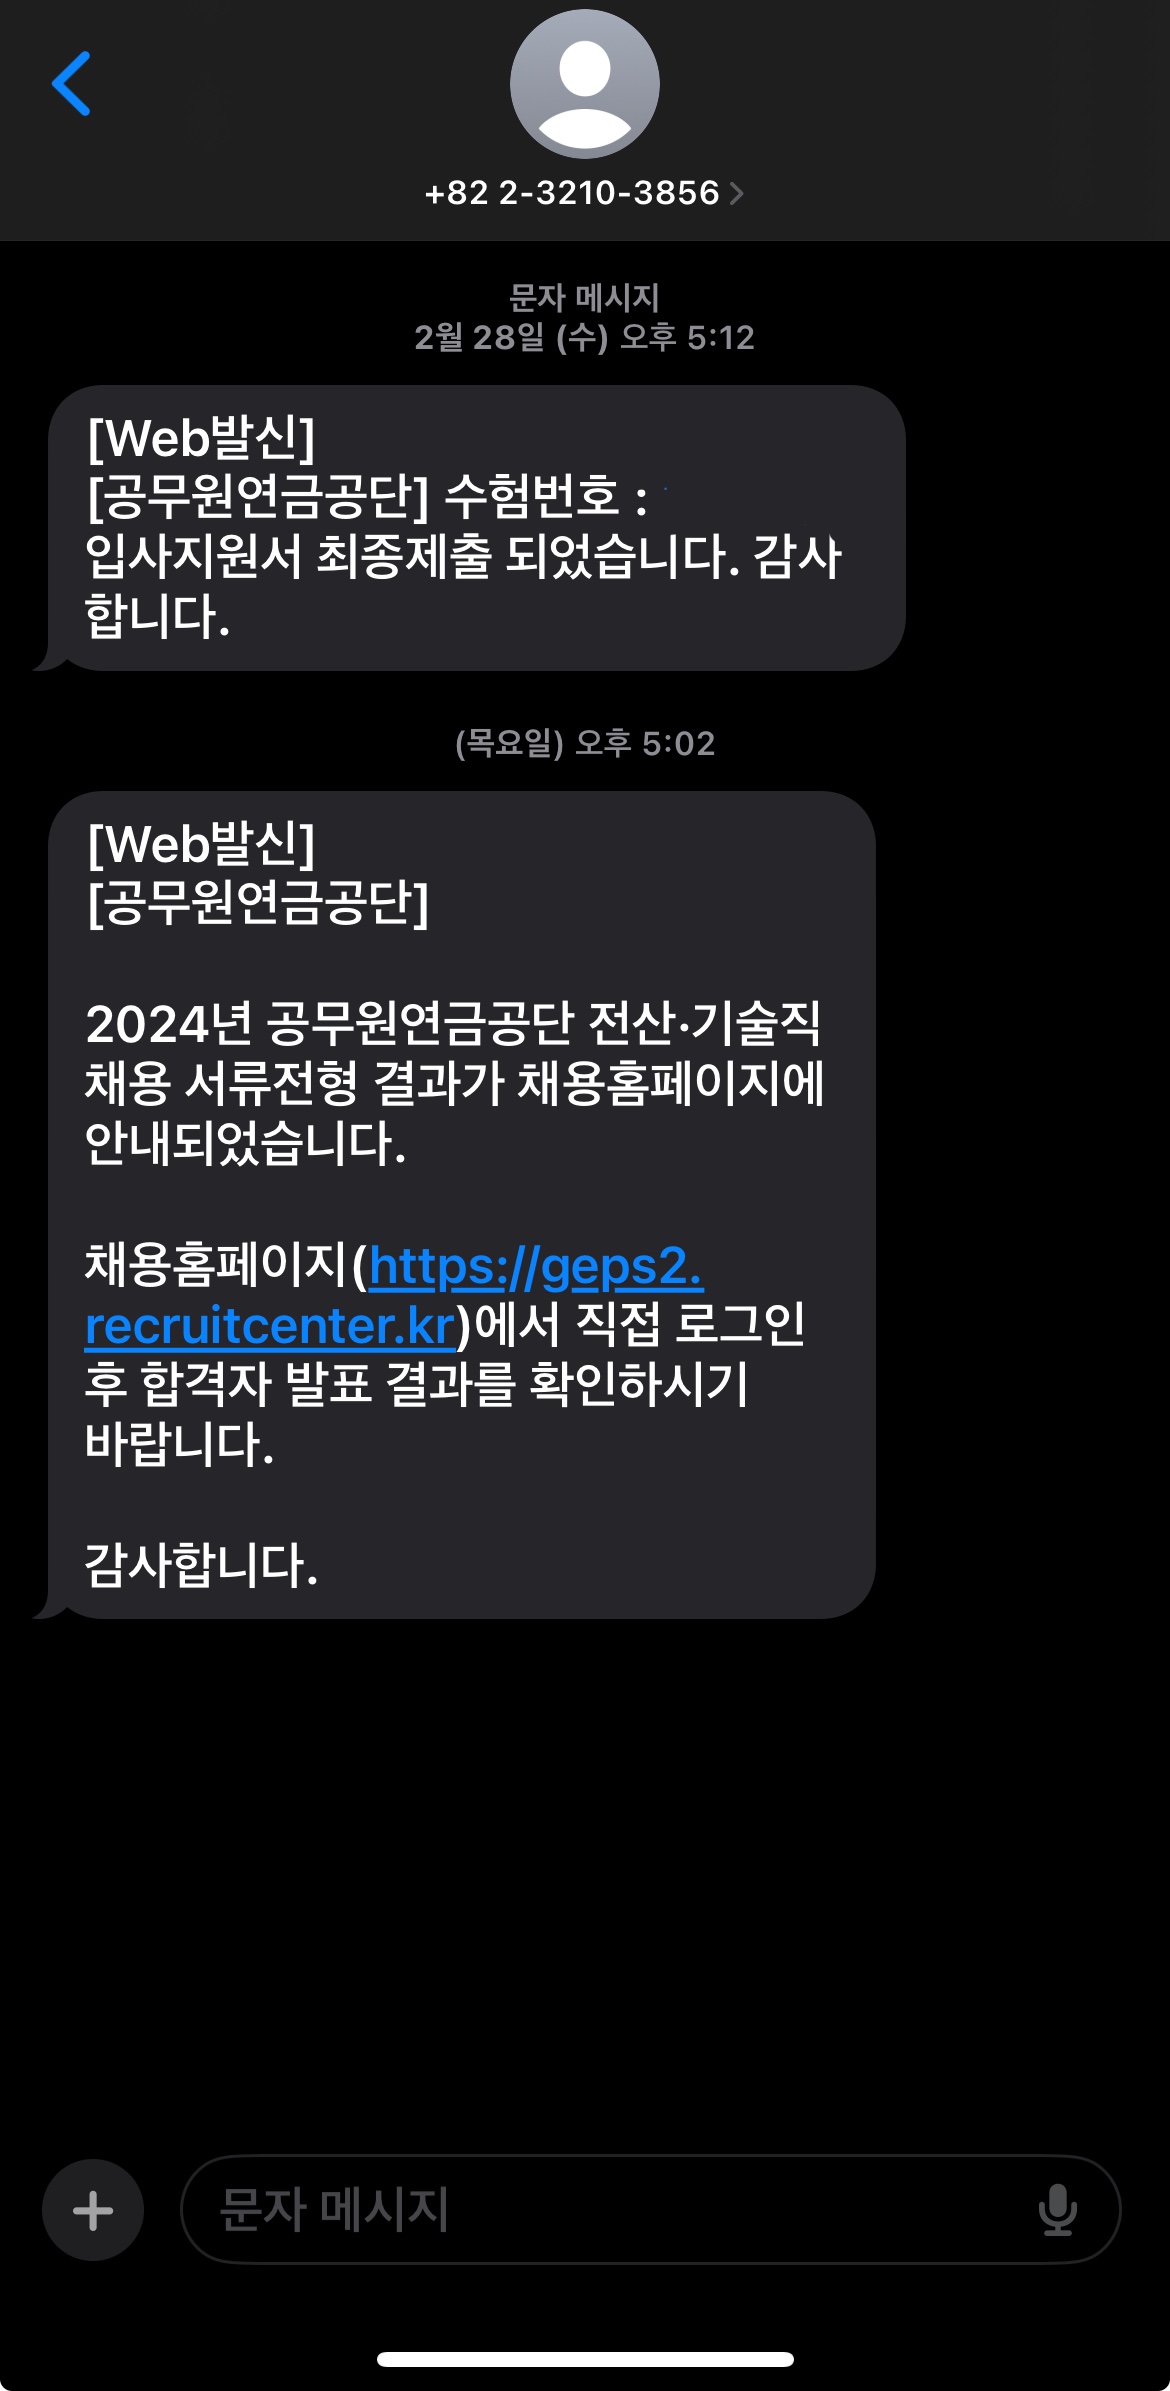 +82 2-3210-3856
문자 메시지
2월 28일 (수) 오후 5:12
[Web발신]
[공무원연금공단] 수험번호 :
입사지원서 최종제출 되었습니다. 감사
합니다.
(목요일) 오후 5:02
[Web발신]
[공무원연금공단]
2024년 공무원연금공단 전산·기술직
채용 서류전형 결과가 채용홈페이지에
안내되었습니다.
채용홈페이지(https://geps2.
recruitcenter.kr)에서 직접 로그인
후 합격자 발표 결과를 확인하시기
바랍니다.
감사합니다.
문자 메시지